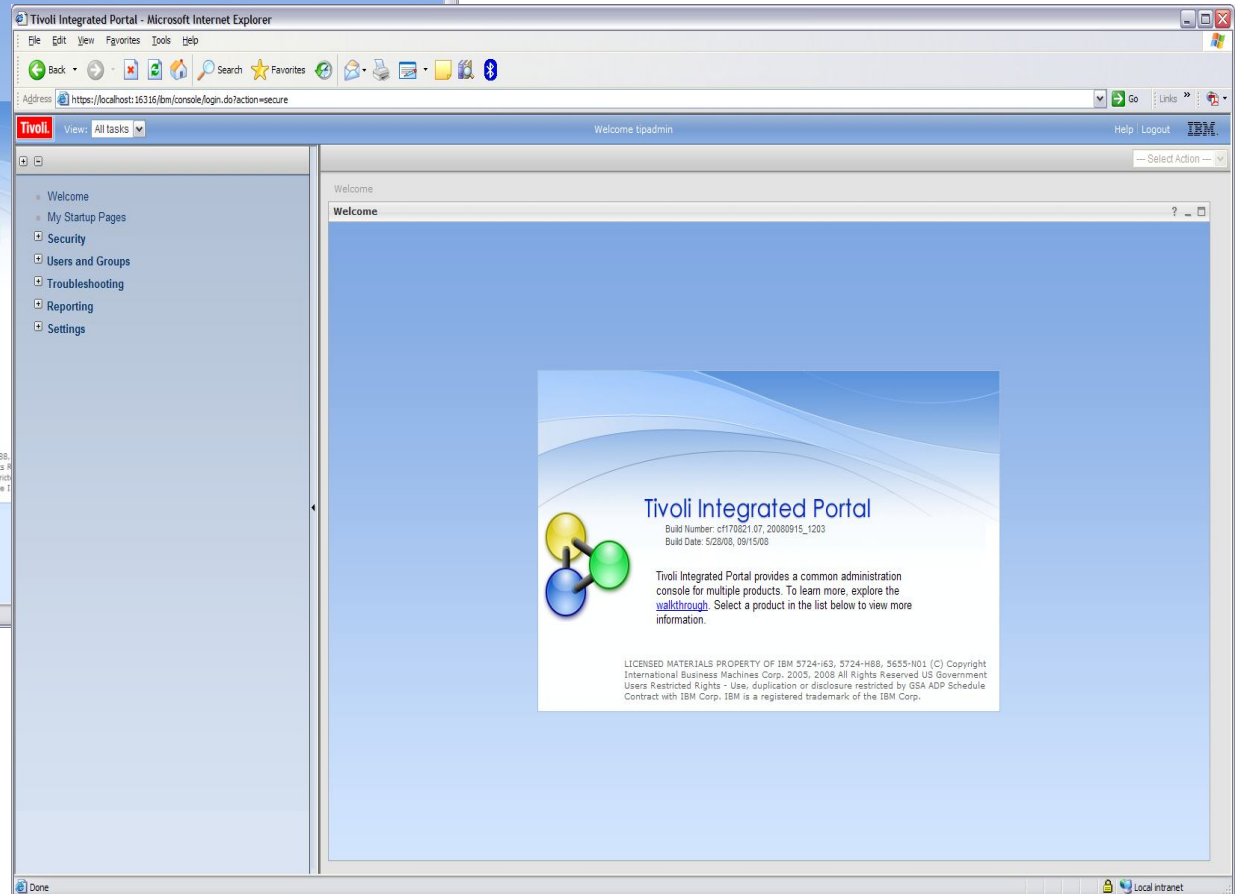 Tivoli Integrated Portal - Microsoft Internet Explorer
File Edit View Favorites Tools Help
Back Search Favorites
Address https://localhost:16316/ibm/console/login.do?action=secure Go Links »
Tivoli. View: All tasks Welcome tipadmin Help Logout IBM.
--- Select Action ---
Welcome
My Startup Pages
Security
Users and Groups
Troubleshooting
Reporting
Settings
Welcome
Welcome ? _
Tivoli Integrated Portal
Build Number: cf170821.07, 20080915_1203
Build Date: 5/28/08, 09/15/08
Tivoli Integrated Portal provides a common administration
console for multiple products. To learn more, explore the
walkthrough. Select a product in the list below to view more
information.
LICENSED MATERIALS PROPERTY OF IBM 5724-i63, 5724-H88, 5655-N01 (C) Copyright
International Business Machines Corp. 2005, 2008 All Rights Reserved US Government
Users Restricted Rights - Use, duplication or disclosure restricted by GSA ADP Schedule
Contract with IBM Corp. IBM is a registered trademark of the IBM Corp.
Done Local intranet